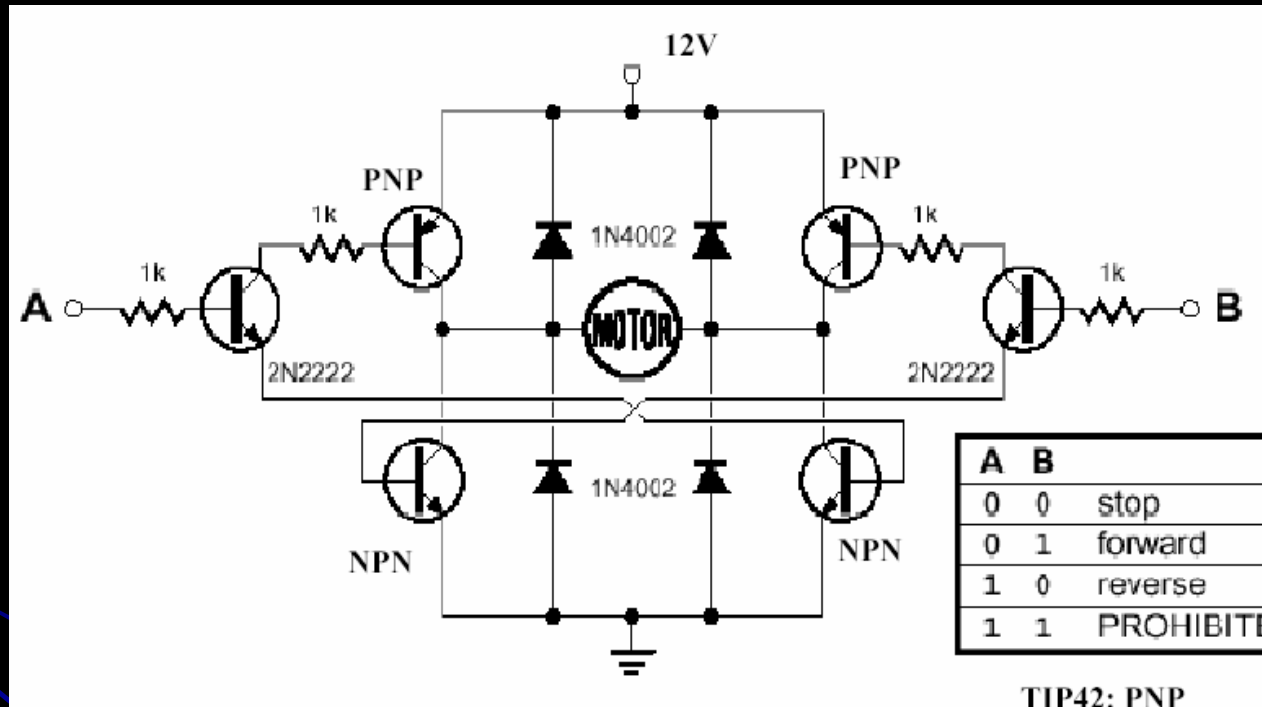 12V
PNP
PNP
1k
1k
1N4002
1k
1k
A
B
MOTOR
2N2222
2N2222
1N4002
NPN
NPN
A B
0 0 stop
0 1 forward
1 0 reverse
1 1 PROHIBITE
TIP42: PNP